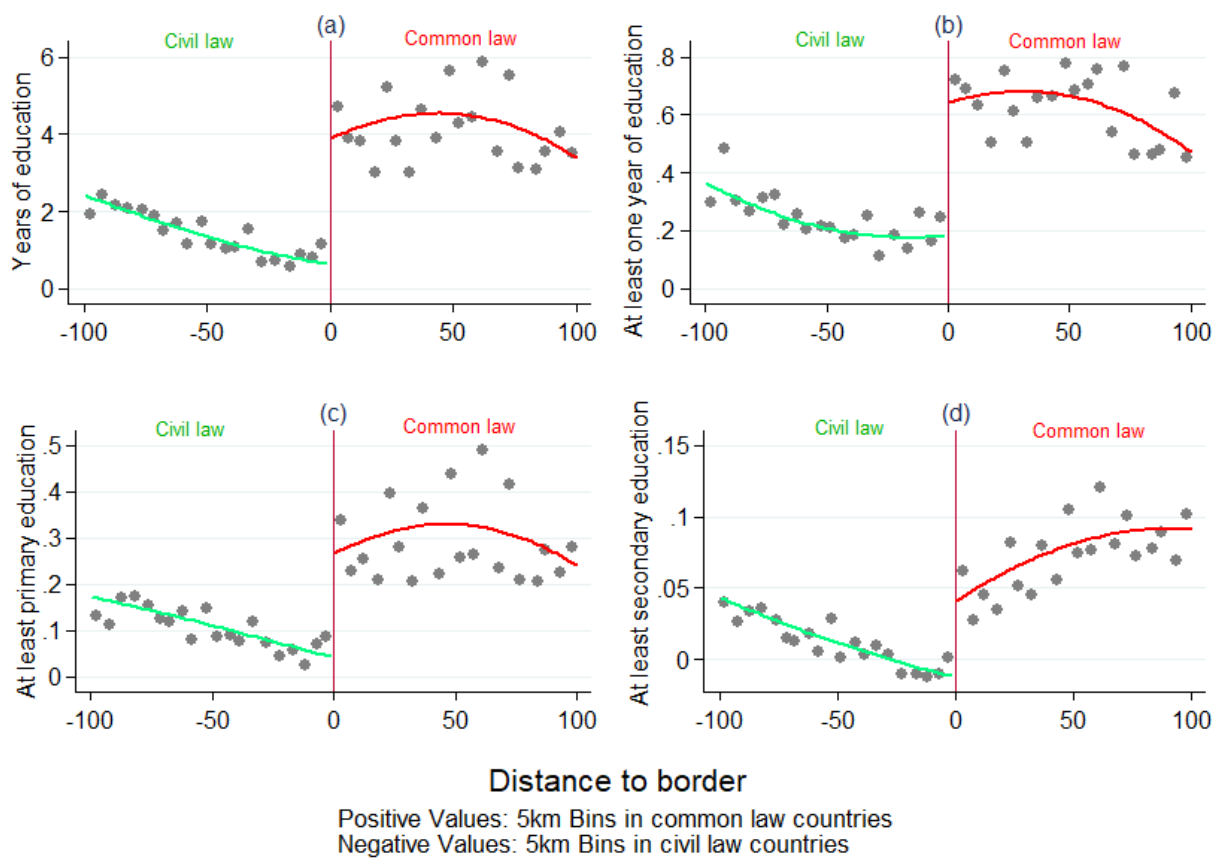 (a)
Civil law
Common law
Y ears of education
6
4
2
0
-100
-50
0
50
100
(b)
Civil law
Common law
At least one year of education
.8
.6
.4
.2
0
-100
-50
0
50
100
(c)
Civil law
Common law
At least primary education
.5
.4
.3
.2
.1
0
-100
-50
0
50
100
(d)
Civil law
Common law
At least secondary education
.15
.1
.05
0
-100
-50
0
50
100
Distance to border
Positive Values: 5km Bins in common law countries
Negative Values: 5km Bins in civil law countries